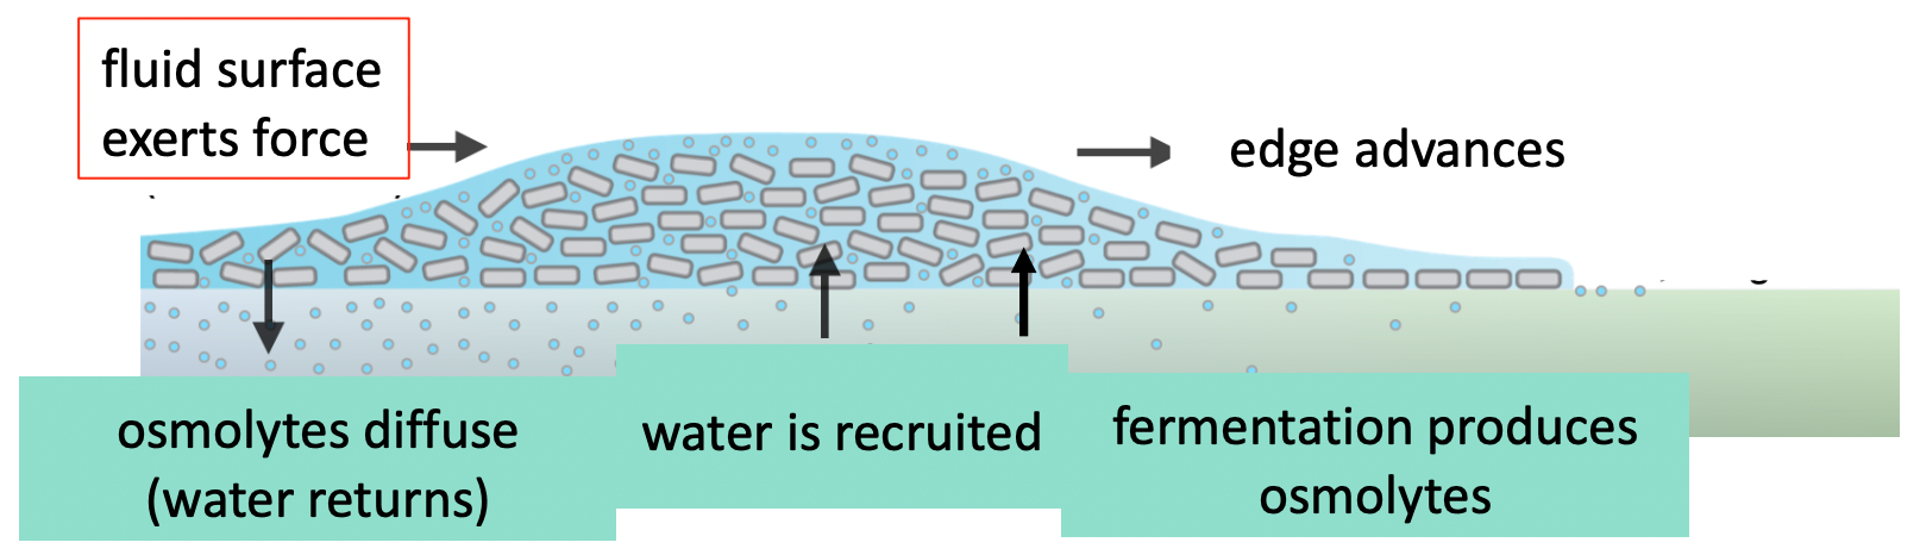 fluid surface
exerts force
edge advances
osmolytes diffuse
(water returns)
water is recruited
fermentation produces
osmolytes